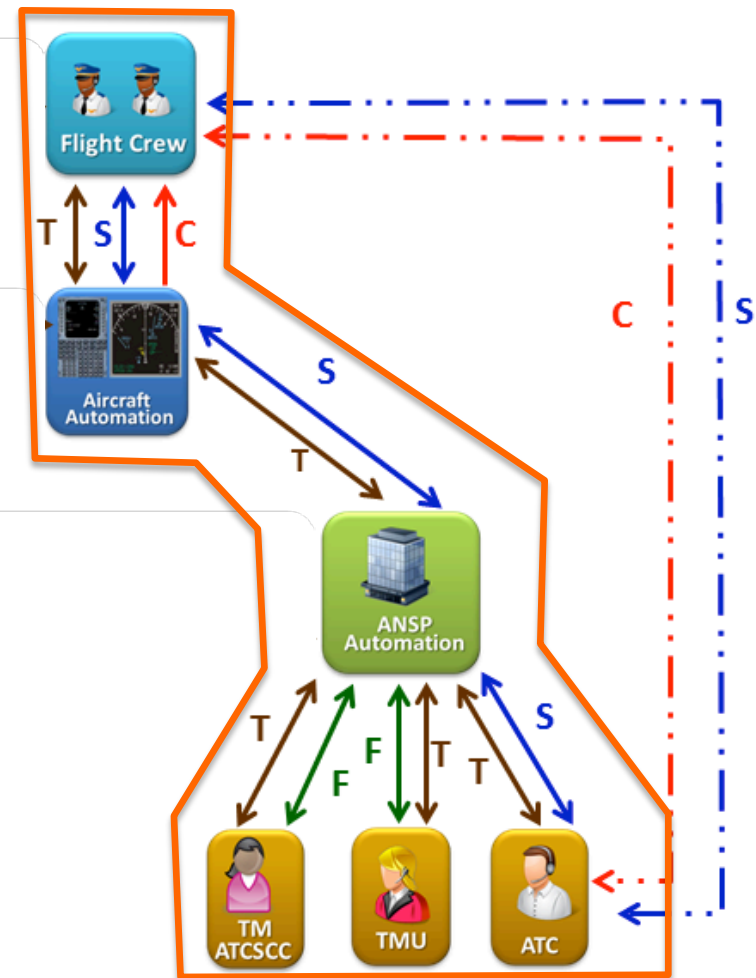 Flight Crew
T
S
C
Aircraft
Automation
C
S
S
T
ANSP
Automation
T
F
F
T
T
S
TM
ATCSCC
TMU
ATC